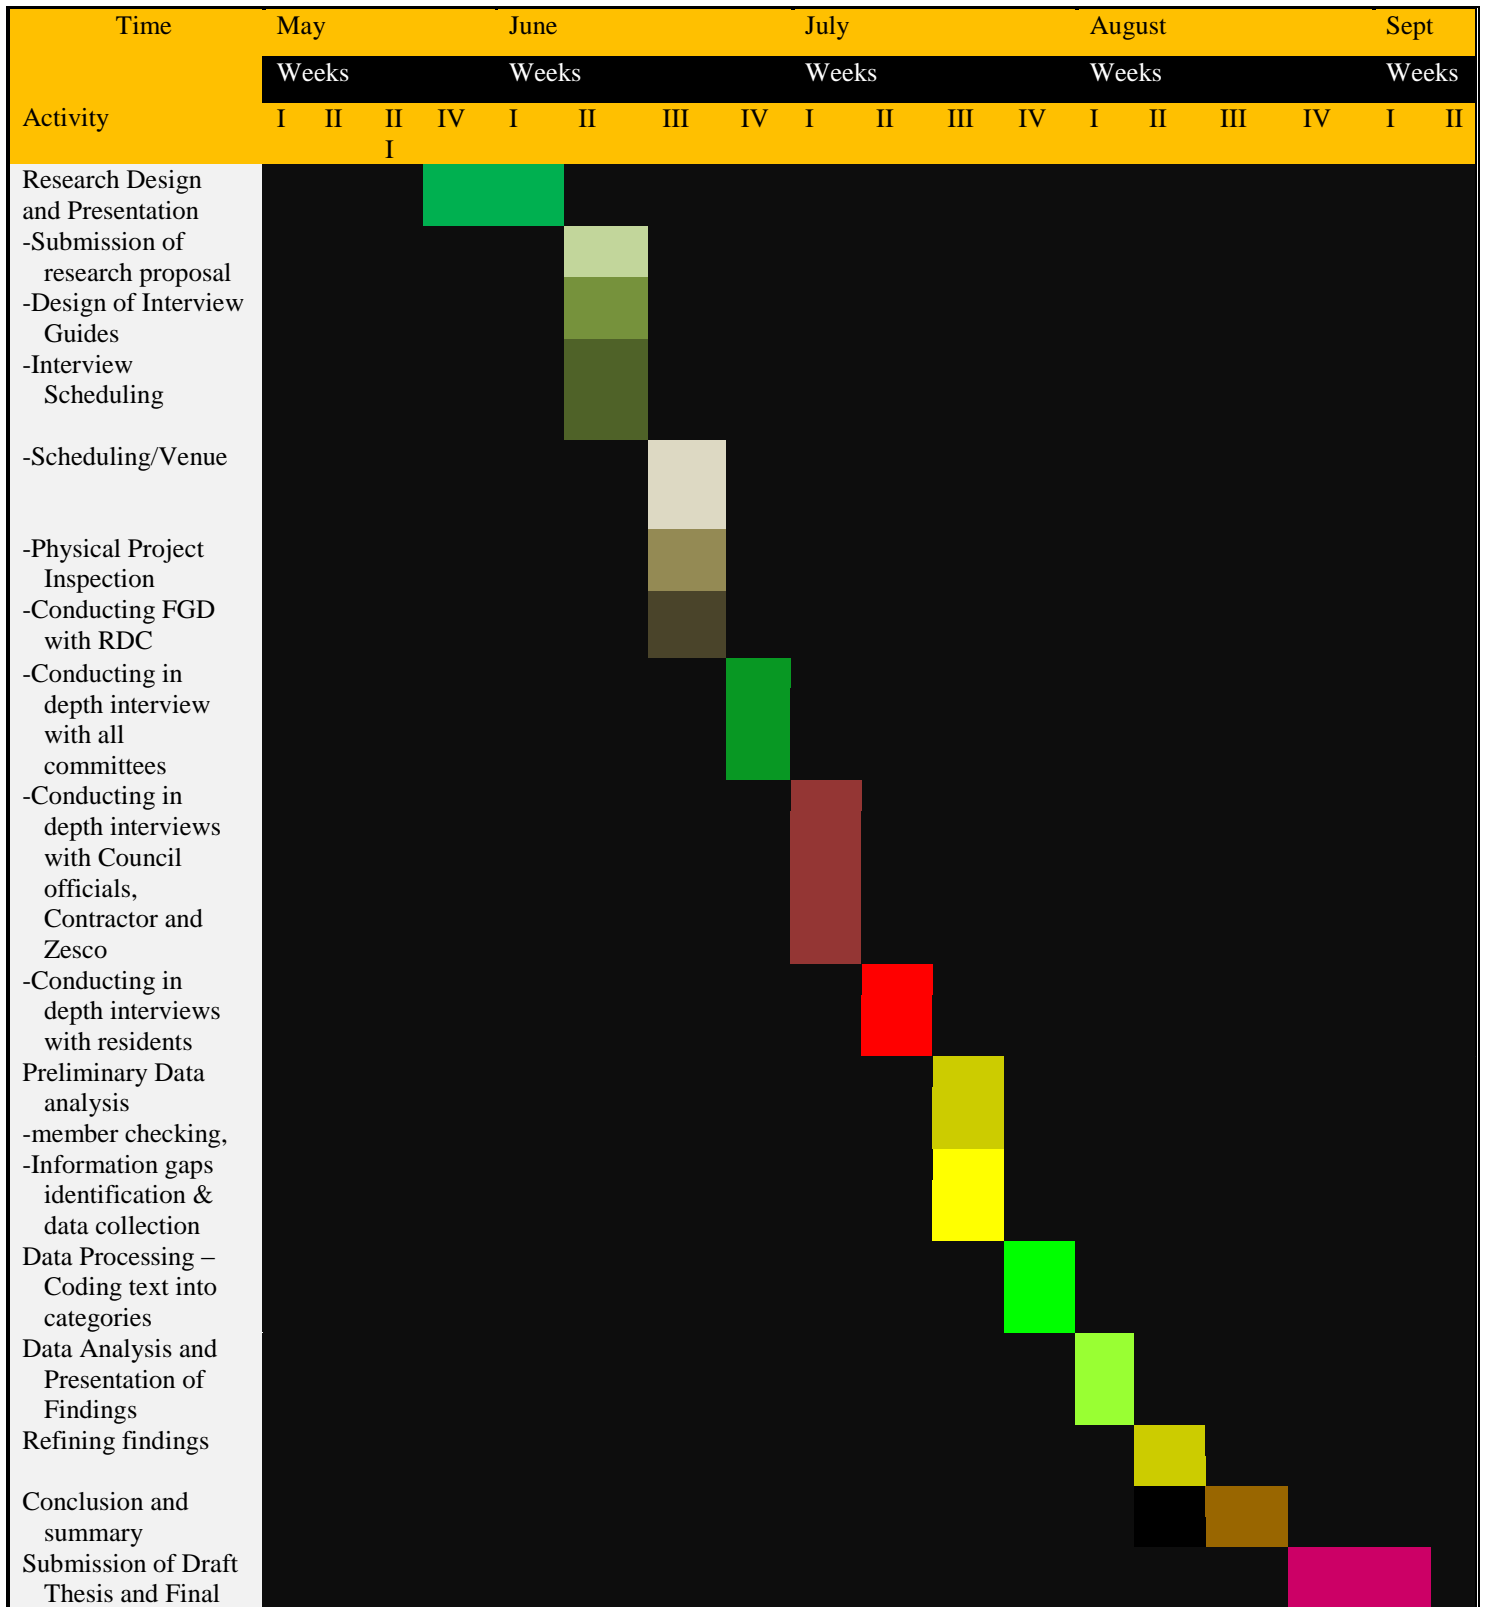 Time May June July August Sept
Weeks Weeks Weeks Weeks Weeks
Activity I II II IV I II III IV I II III IV I II III IV I II
I
Research Design
and Presentation
-Submission of
research proposal
-Design of Interview
Guides
-Interview
Scheduling
-Scheduling/Venue
-Physical Project
Inspection
-Conducting FGD
with RDC
-Conducting in
depth interview
with all
committees
-Conducting in
depth interviews
with Council
officials,
Contractor and
Zesco
-Conducting in
depth interviews
with residents
Preliminary Data
analysis
-member checking,
-Information gaps
identification &
data collection
Data Processing –
Coding text into
categories
Data Analysis and
Presentation of
Findings
Refining findings
Conclusion and
summary
Submission of Draft
Thesis and Final